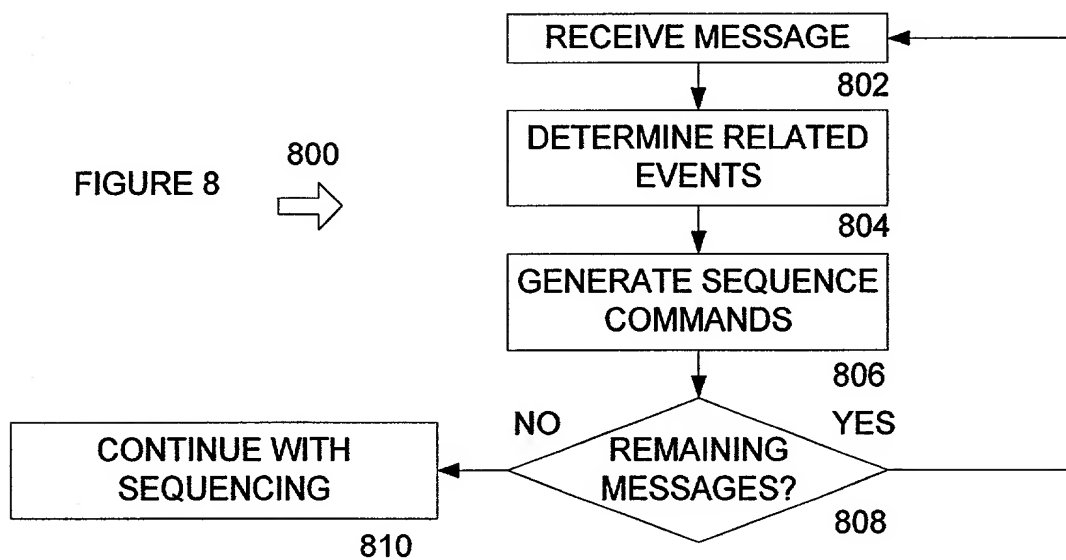 RECEIVE MESSAGE
802
DETERMINE RELATED
EVENTS
804
FIGURE 8
800
GENERATE SEQUENCE
COMMANDS
806
NO
YES
REMAINING
MESSAGES?
808
CONTINUE WITH
SEQUENCING
810